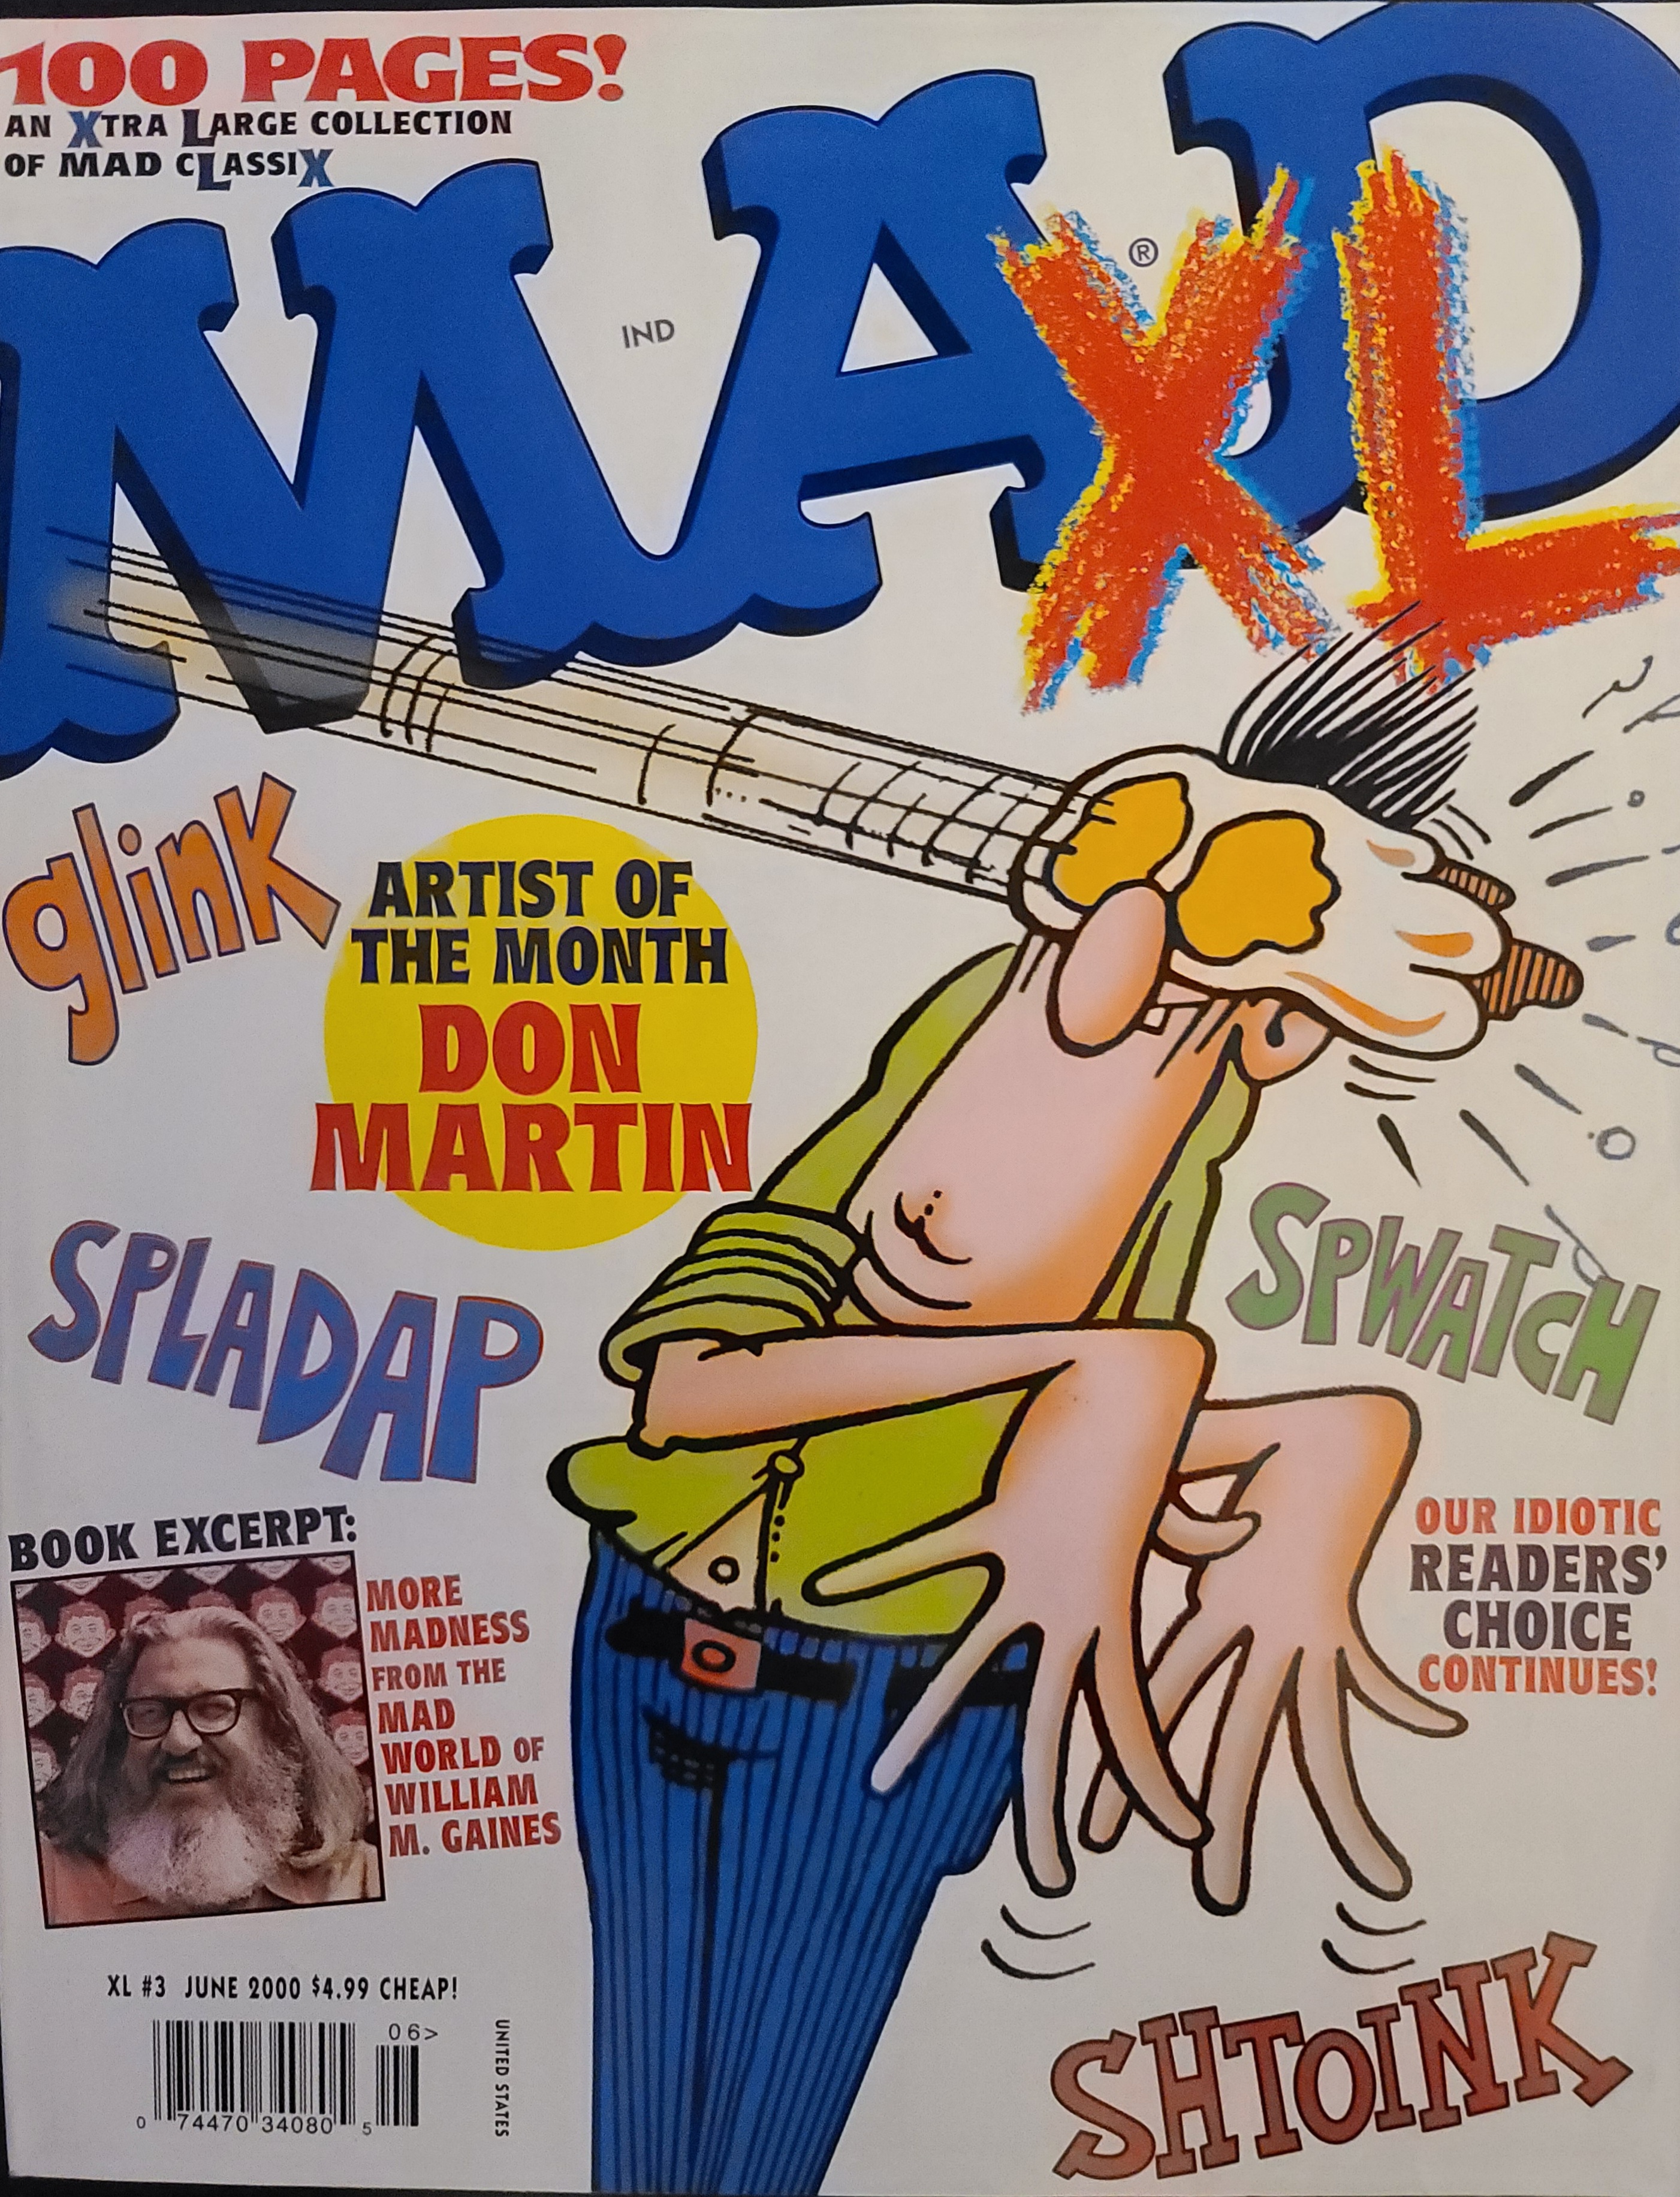 100 PAGES!
AN XTRA LARGE COLLECTION
OF MAD CLASSIX
MAD
®
XL
IND
glink
ARTIST OF
THE MONTH
DON
MARTIN
SPLADAP
SPWATCH
BOOK EXCERPT:
MORE
MADNESS
FROM THE
MAD
WORLD OF
WILLIAM
M. GAINES
OUR IDIOTIC
READERS'
CHOICE
CONTINUES!
XL #3 JUNE 2000 $4.99 CHEAP!
06>
0 74470 34080 5
UNITED STATES
SHTOINK